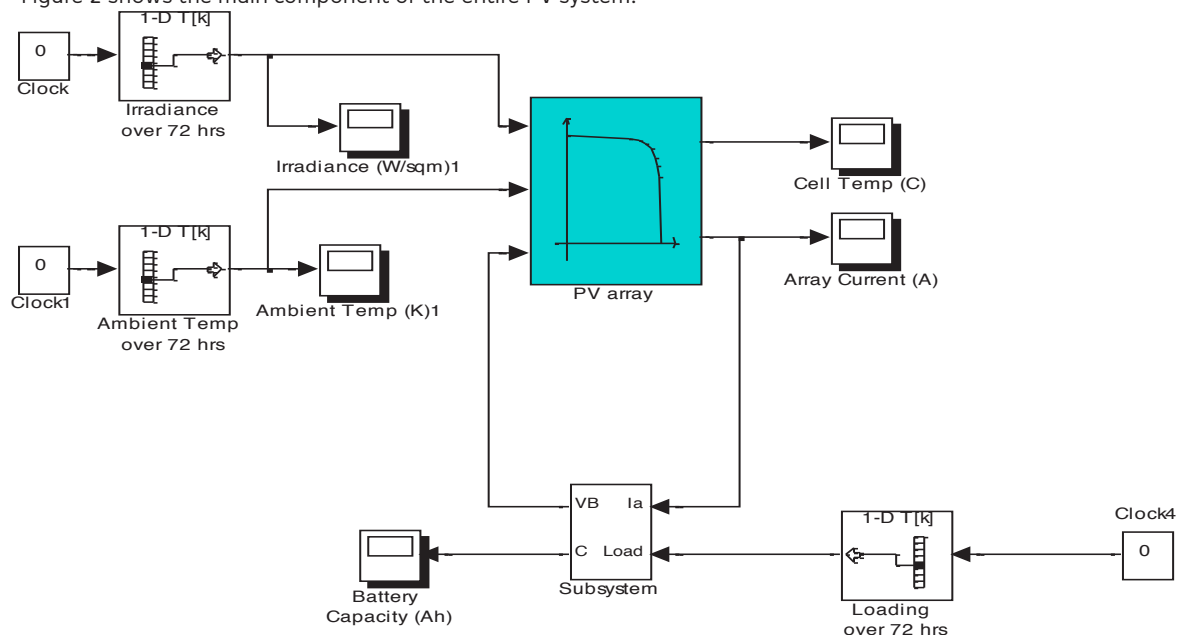 Figure 2 shows the main component of the entire PV system.
1-D T[k]
0
Clock
Irradiance
over 72 hrs
Irradiance (W/sqm)1
Cell Temp (C)
1-D T[k]
0
Clock1
Ambient Temp
over 72 hrs
Ambient Temp (K)1
PV array
Array Current (A)
VB
Ia
C
Load
Subsystem
Battery
Capacity (Ah)
1-D T[k]
Loading
over 72 hrs
Clock4
0